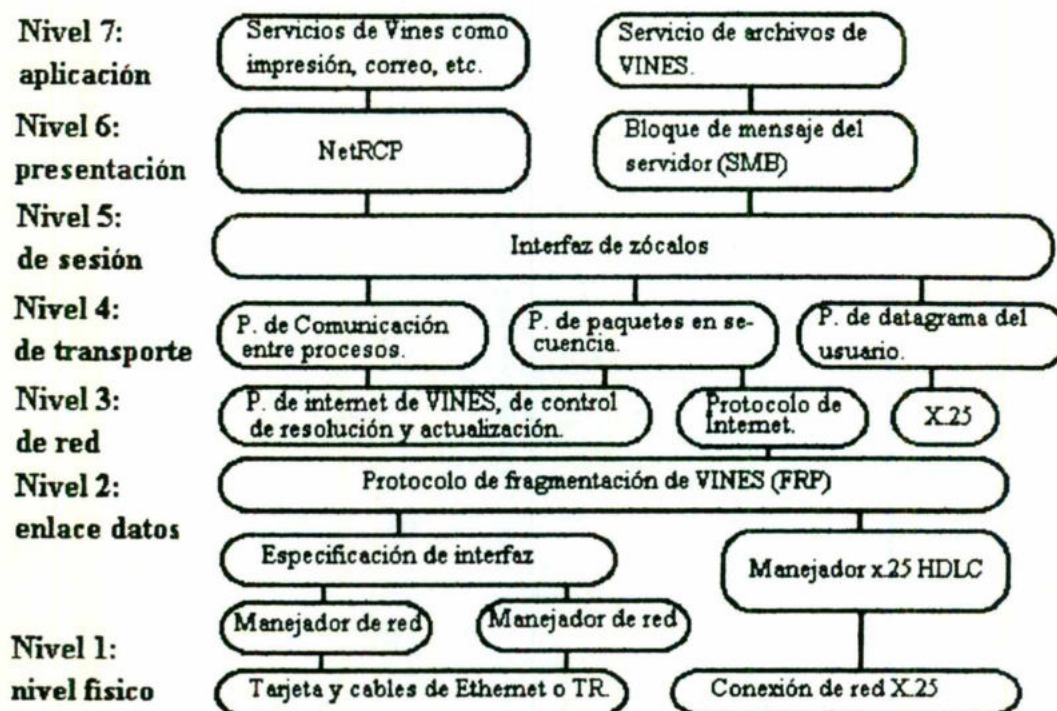 Nivel 7:
aplicación
Servicios de Vines como
impresión, correo, etc.
Servicio de archivos de
VINES.
Nivel 6:
presentación
NetRCP
Bloque de mensaje del
servidor (SMB)
Nivel 5:
de sesión
Interfaz de zócalos
Nivel 4:
de transporte
P. de Comunicación
entre procesos.
P. de paquetes en se-
cuencia.
P. de datagrama del
usuario.
Nivel 3:
de red
P. de internet de VINES, de control
de resolución y actualización.
Protocolo de
Internet.
X.25
Nivel 2:
enlace datos
Protocolo de fragmentación de VINES (FRP)
Especificación de interfaz
Manejador x.25 HDLC
Manejador de red
Manejador de red
Nivel 1:
nivel fisico
Tarjeta y cables de Ethernet o TR.
Conexión de red X.25